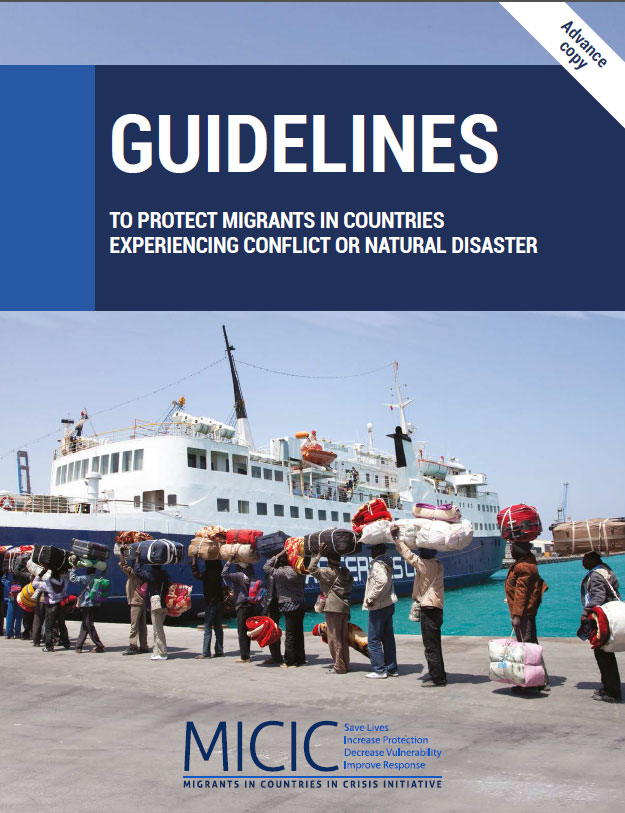 Advance
copy
GUIDELINES
TO PROTECT MIGRANTS IN COUNTRIES
EXPERIENCING CONFLICT OR NATURAL DISASTER
MICIC
Save Lives
Increase Protection
Decrease Vulnerability
Improve Response
MIGRANTS IN COUNTRIES IN CRISIS INITIATIVE